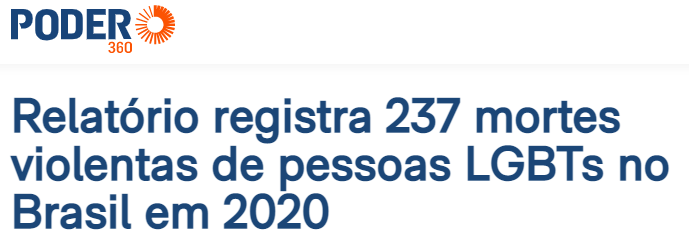 PODER
360
Relatório registra 237 mortes
violentas de pessoas LGBTs no
Brasil em 2020